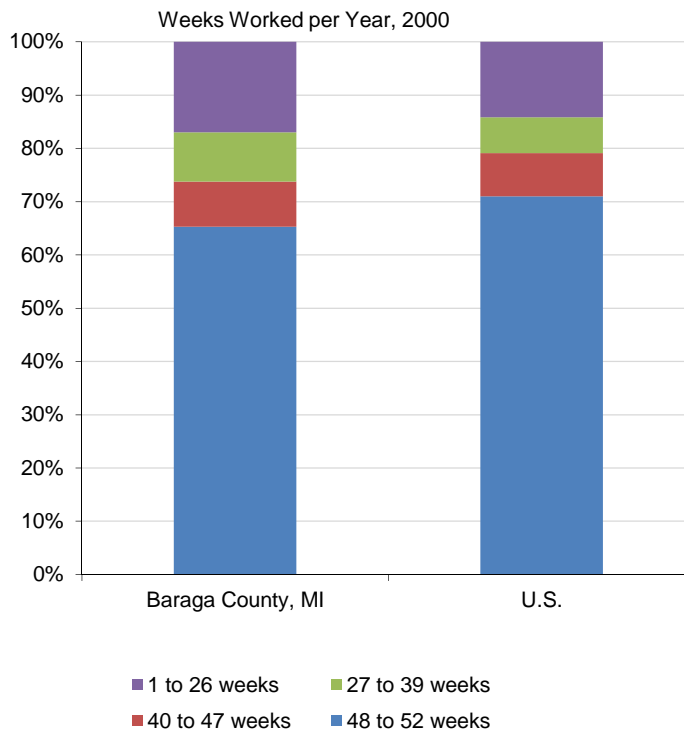 Weeks Worked per Year, 2000
100%
90%
80%
70%
60%
50%
40%
30%
20%
10%
0%
Baraga County, MI U.S.
1 to 26 weeks 27 to 39 weeks
40 to 47 weeks 48 to 52 weeks